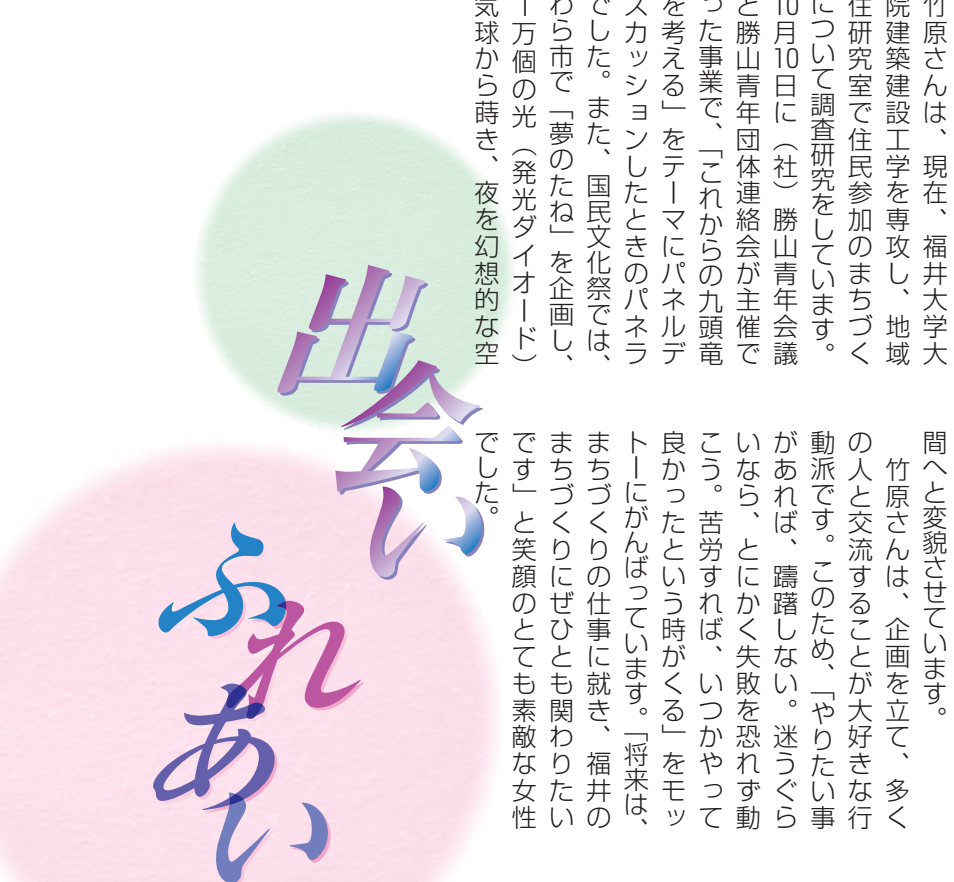 竹原さんは、現在、福井大学大
院建築建設工学を専攻し、地域
住研究室で住民参加のまちづく
について調査研究をしています。
10月10日に（社）勝山青年会議
と勝山青年団体連絡会が主催で
った事業で、「これからの九頭竜
を考える」をテーマにパネルデ
スカッションしたときのパネラ
でした。また、国民文化祭では、
わら市で「夢のたね」を企画し、
一万個の光（発光ダイオード）
気球から蒔き、夜を幻想的な空
間へと変貌させています。
竹原さんは、企画を立て、多く
の人と交流することが大好きな行
動派です。このため、「やりたい事
があれば、躊躇しない。迷うぐら
いなら、とにかく失敗を恐れず動
こう。苦労すれば、いつかやって
良かったという時がくる」をモッ
トーにがんばっています。「将来は、
まちづくりの仕事に就き、福井の
まちづくりにぜひとも関わりたい
です」と笑顔のとても素敵な女性
でした。
出会い
ふれあい